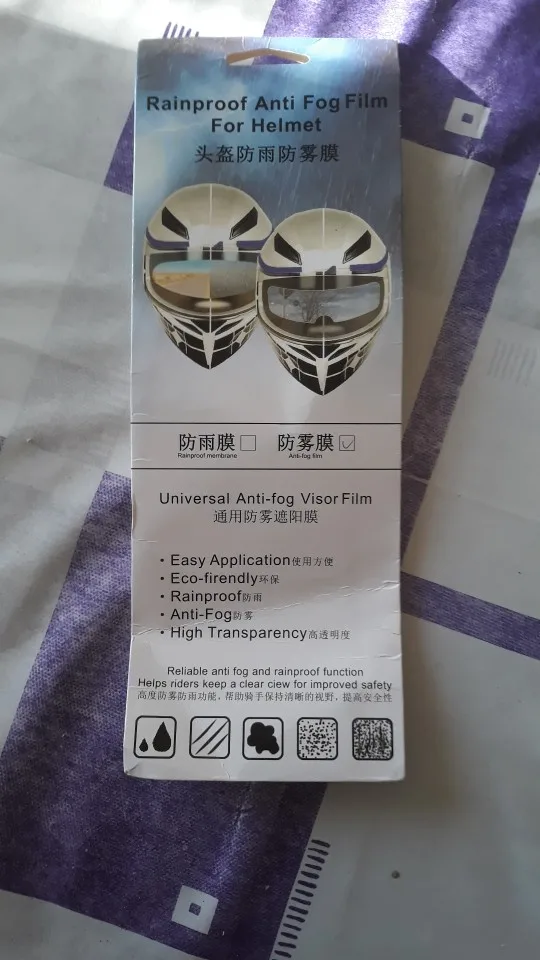 Rainproof Anti Fog Film
For Helmet
头盔防雨防雾膜
防雨膜 防雾膜
Rainproof membrane Anti-fog film
Universal Anti-fog Visor Film
通用防雾遮阳膜
• Easy Application使用方便
• Eco-firendly环保
• Rainproof防雨
• Anti-Fog防雾
• High Transparency高透明度
Reliable anti fog and rainproof function
Helps riders keep a clear ciew for improved safety
高度防雾防雨功能，帮助骑手保持清晰的视野，提高安全性